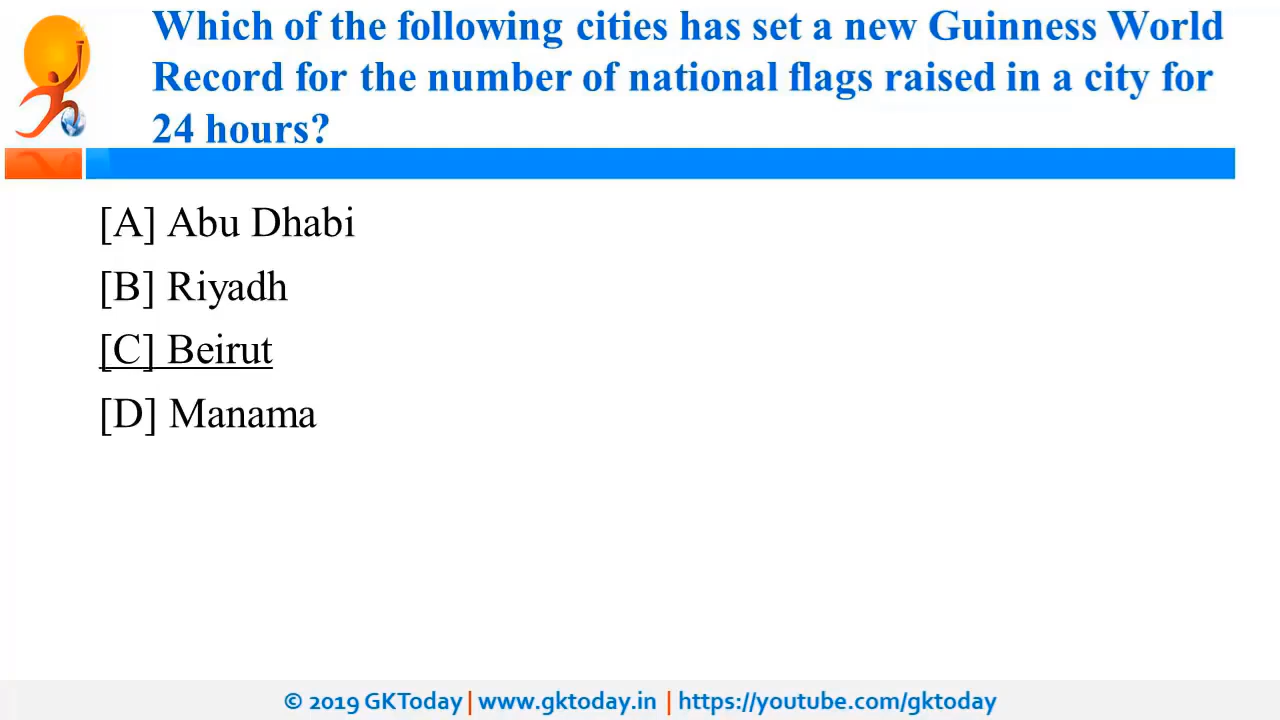 Which of the following cities has set a new Guinness World
Record for the number of national flags raised in a city for
24 hours?
[A] Abu Dhabi
[B] Riyadh
[C] Beirut
[D] Manama
© 2019 GKToday | www.gktoday.in | https://youtube.com/gktoday